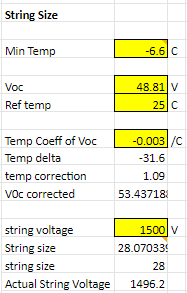 String Size
Min Temp -6.6 C
Voc 48.81 V
Ref temp 25 C
Temp Coeff of Voc -0.003 /C
Temp delta -31.6
temp correction 1.09
V0c corrected 53.43718
string voltage 1500 V
String size 28.07033
string size 28
Actual String Voltage 1496.2